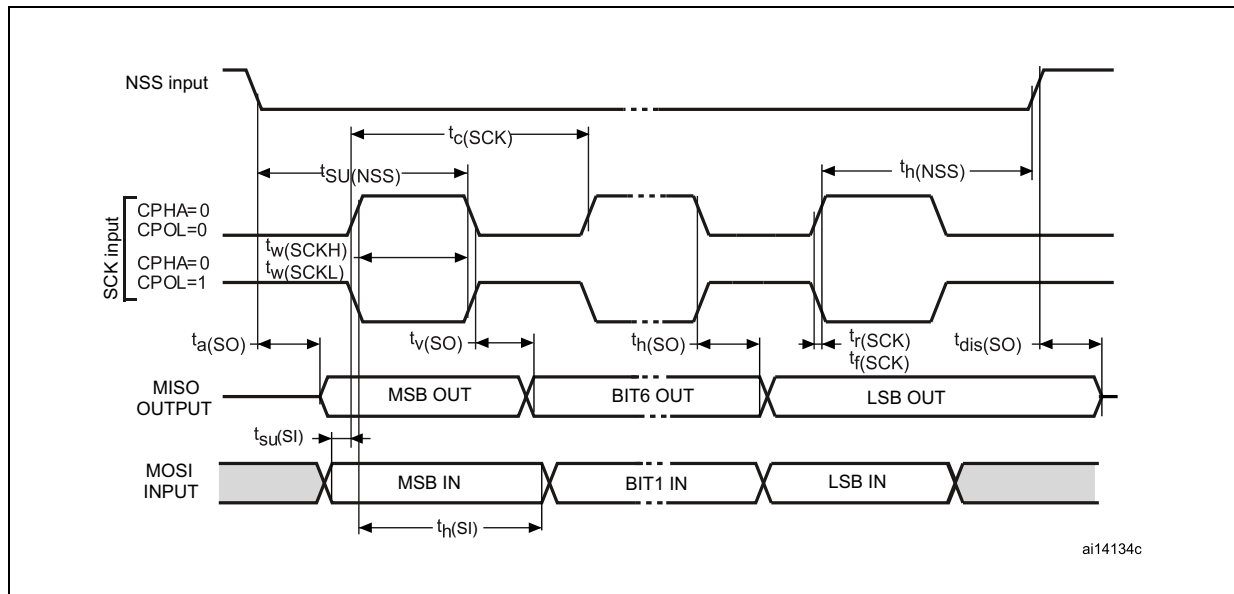 NSS input
tc(SCK)
tSU(NSS)
th(NSS)
SCK input
CPHA=0
CPOL=0
tw(SCKH)
tw(SCKL)
CPHA=0
CPOL=1
ta(SO)
tv(SO)
th(SO)
tr(SCK)
tf(SCK)
tdis(SO)
MISO
OUTPUT
MSB OUT
BIT6 OUT
LSB OUT
tsu(SI)
MOSI
INPUT
MSB IN
BIT1 IN
LSB IN
th(SI)
ai14134c